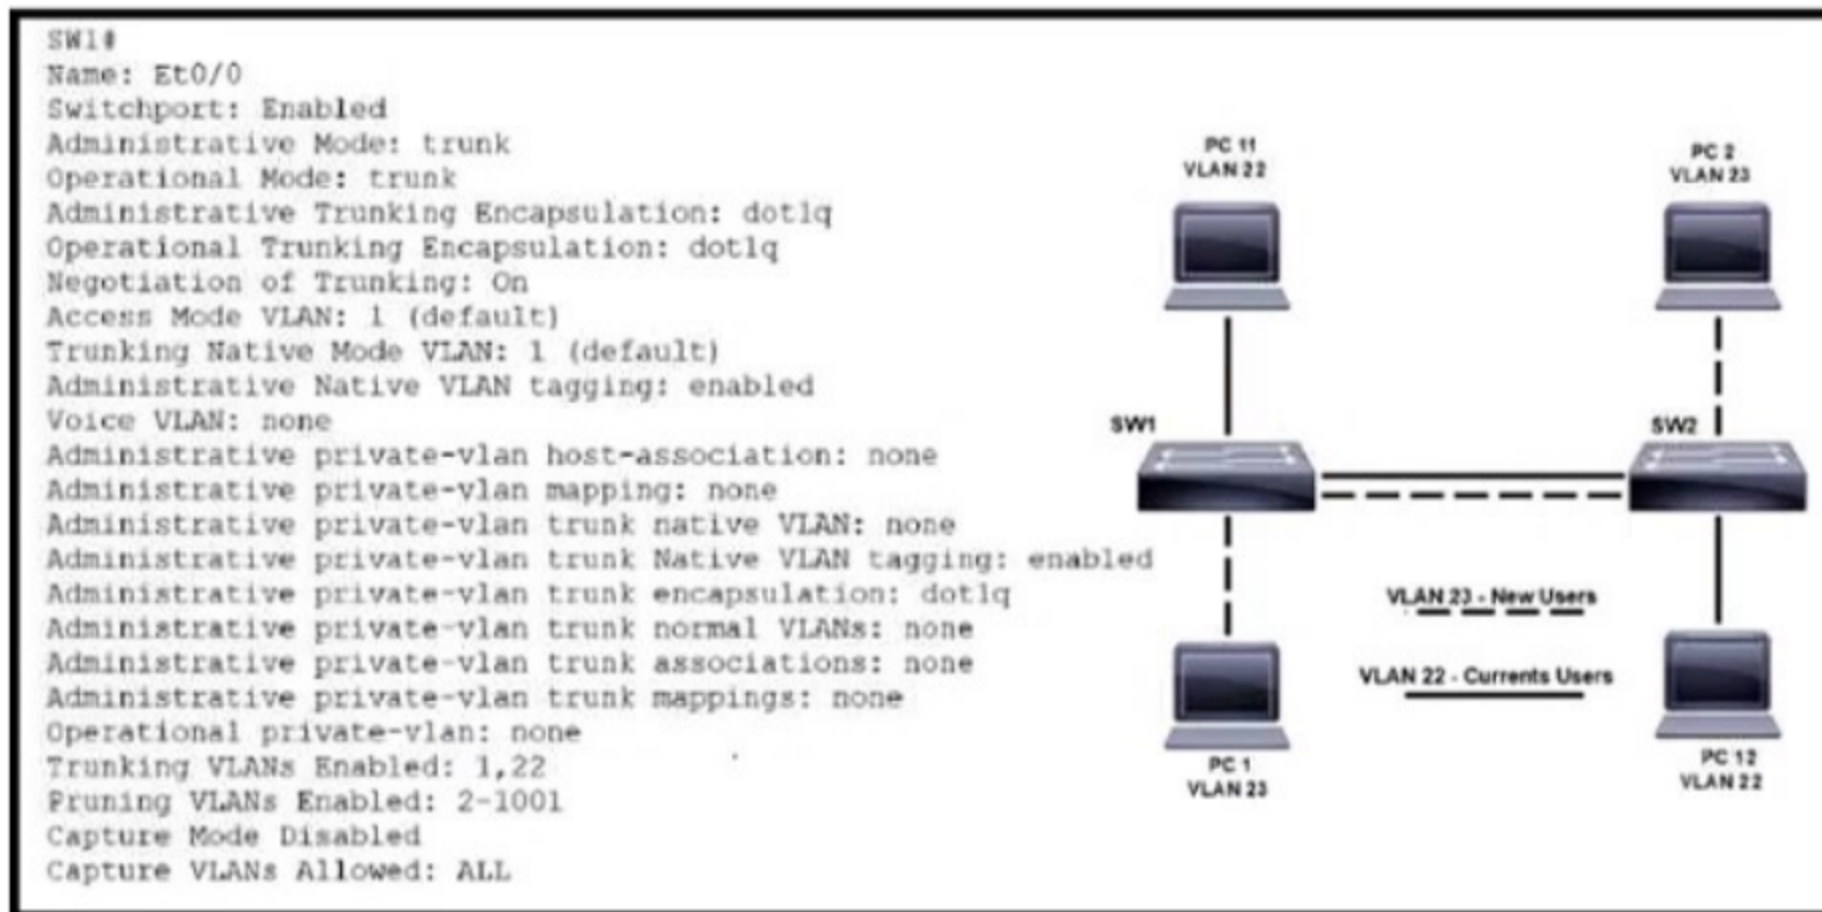 SW1#
Name: Et0/0
Switchport: Enabled
Administrative Mode: trunk
Operational Mode: trunk
Administrative Trunking Encapsulation: dot1q
Operational Trunking Encapsulation: dot1q
Negotiation of Trunking: On
Access Mode VLAN: 1 (default)
Trunking Native Mode VLAN: 1 (default)
Administrative Native VLAN tagging: enabled
Voice VLAN: none
Administrative private-vlan host-association: none
Administrative private-vlan mapping: none
Administrative private-vlan trunk native VLAN: none
Administrative private-vlan trunk Native VLAN tagging: enabled
Administrative private-vlan trunk encapsulation: dot1q
Administrative private-vlan trunk normal VLANs: none
Administrative private-vlan trunk associations: none
Administrative private-vlan trunk mappings: none
Operational private-vlan: none
Trunking VLANs Enabled: 1,22
Pruning VLANs Enabled: 2-1001
Capture Mode Disabled
Capture VLANs Allowed: ALL
PC 11
VLAN 22
PC 2
VLAN 23
SW1
SW2
VLAN 23 - New Users
VLAN 22 - Currents Users
PC 1
VLAN 23
PC 12
VLAN 22